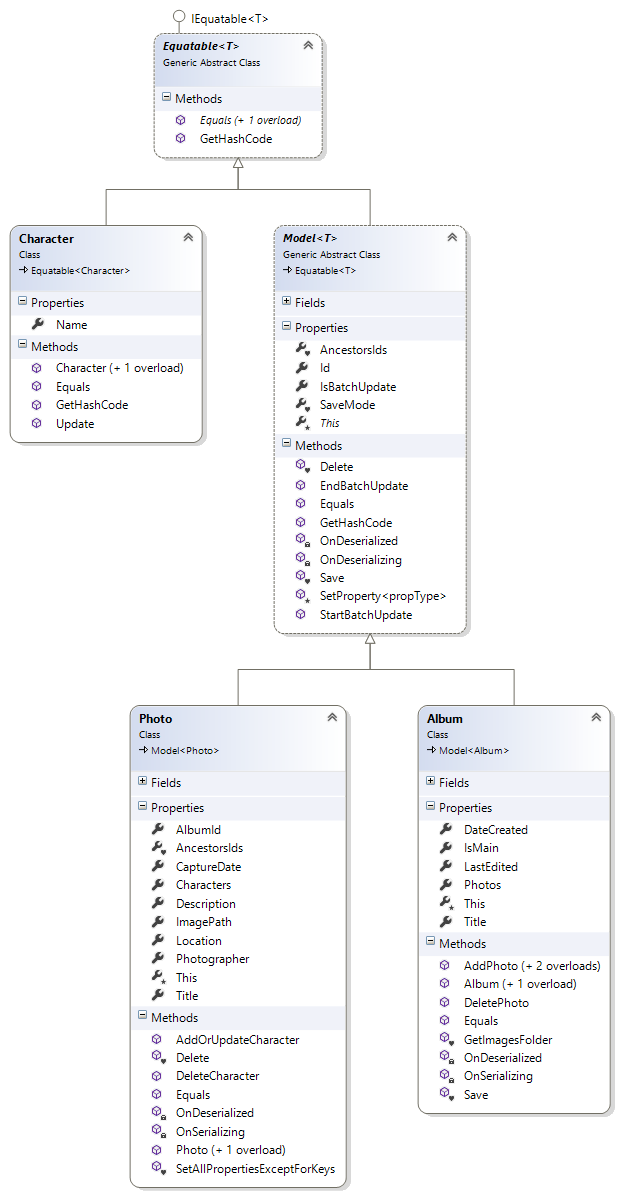 IEquatable<T>
Equatable<T>
Generic Abstract Class
Methods
Equals (+ 1 overload)
GetHashCode
Character
Class
Equatable<Character>
Properties
Name
Methods
Character (+ 1 overload)
Equals
GetHashCode
Update
Model<T>
Generic Abstract Class
Equatable<T>
Fields
Properties
AncestorsIds
Id
IsBatchUpdate
SaveMode
This
Methods
Delete
EndBatchUpdate
Equals
GetHashCode
OnDeserialized
OnDeserializing
Save
SetProperty<propType>
StartBatchUpdate
Photo
Class
Model<Photo>
Fields
Properties
AlbumId
AncestorsIds
CaptureDate
Characters
Description
ImagePath
Location
Photographer
This
Title
Methods
AddOrUpdateCharacter
Delete
DeleteCharacter
Equals
OnDeserialized
OnSerializing
Photo (+ 1 overload)
SetAllPropertiesExceptForKeys
Album
Class
Model<Album>
Fields
Properties
DateCreated
IsMain
LastEdited
Photos
This
Title
Methods
AddPhoto (+ 2 overloads)
Album (+ 1 overload)
DeletePhoto
Equals
GetImagesFolder
OnDeserialized
OnSerializing
Save